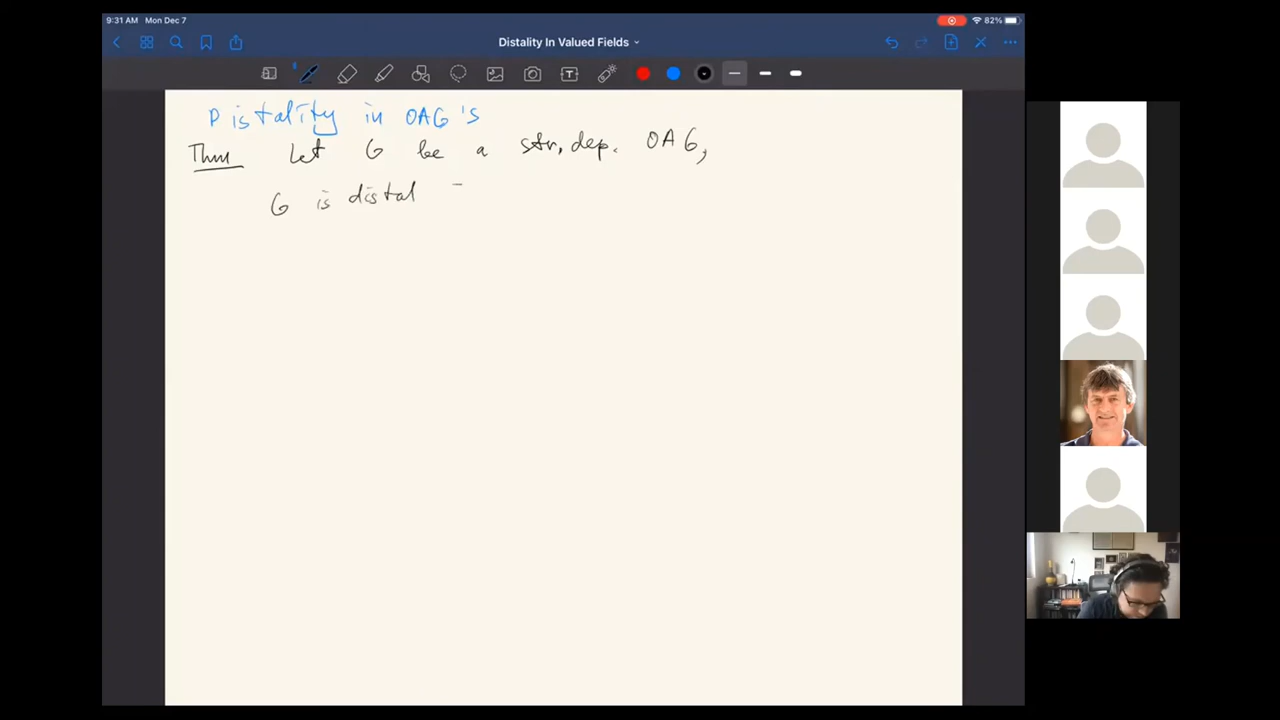 9:31 AM Mon Dec 7
82%
Distality In Valued Fields
T
Distality in OAG's
Thm Let G be a str. dep. OAG,
G is distal